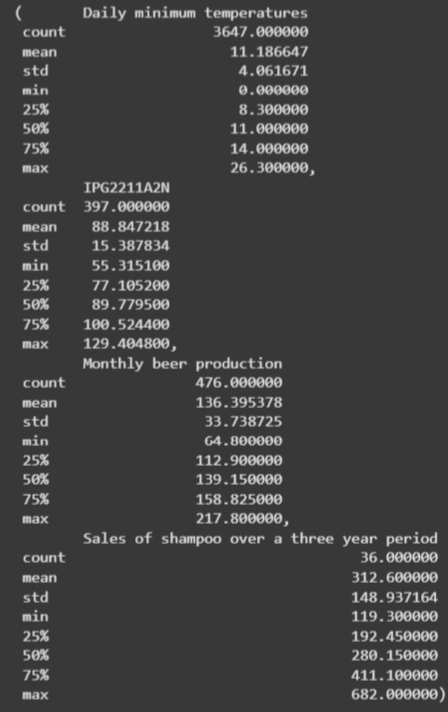 ( Daily minimum temperatures
count 3647.000000
mean 11.186647
std 4.061671
min 0.000000
25% 8.300000
50% 11.000000
75% 14.000000
max 26.300000,
IPG2211A2N
count 397.000000
mean 88.847218
std 15.387834
min 55.315100
25% 77.105200
50% 89.779500
75% 100.524400
max 129.404800,
Monthly beer production
count 476.000000
mean 136.395378
std 33.738725
min 64.800000
25% 112.900000
50% 139.150000
75% 158.825000
max 217.800000,
Sales of shampoo over a three year period
count 36.000000
mean 312.600000
std 148.937164
min 119.300000
25% 192.450000
50% 280.150000
75% 411.100000
max 682.000000)